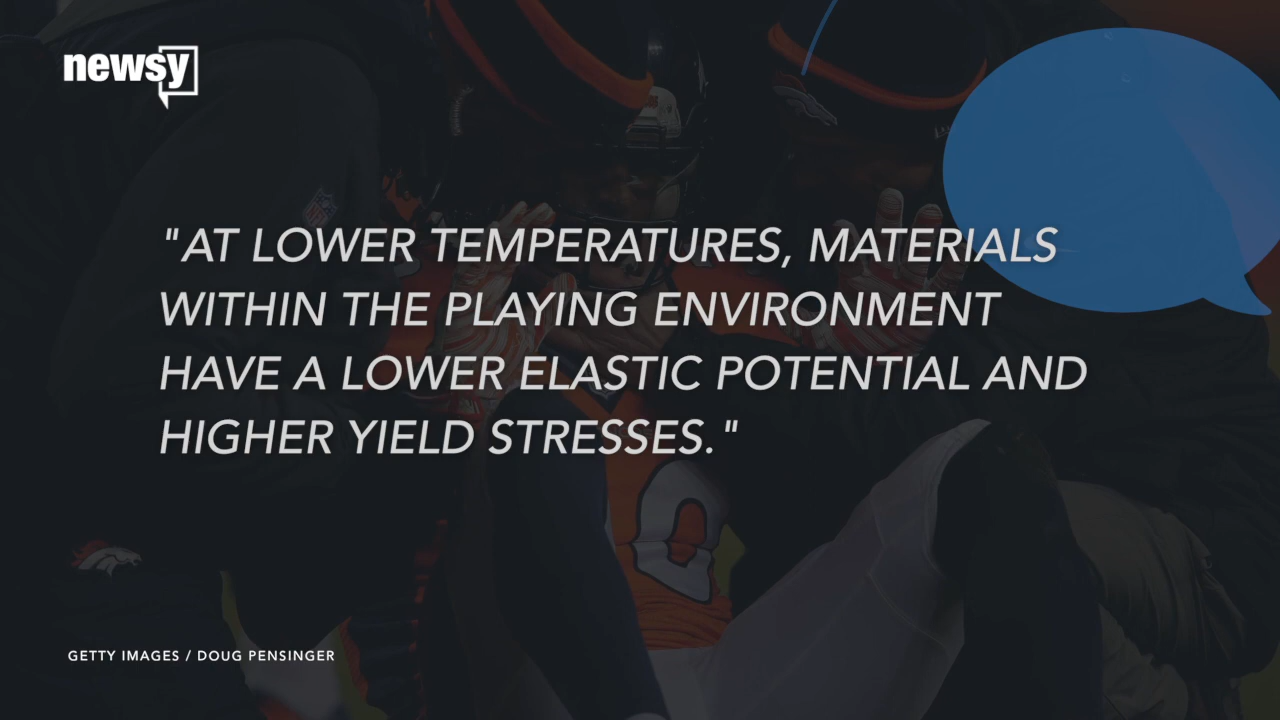 newsy
"AT LOWER TEMPERATURES, MATERIALS
WITHIN THE PLAYING ENVIRONMENT
HAVE A LOWER ELASTIC POTENTIAL AND
HIGHER YIELD STRESSES."
GETTY IMAGES / DOUG PENSINGER